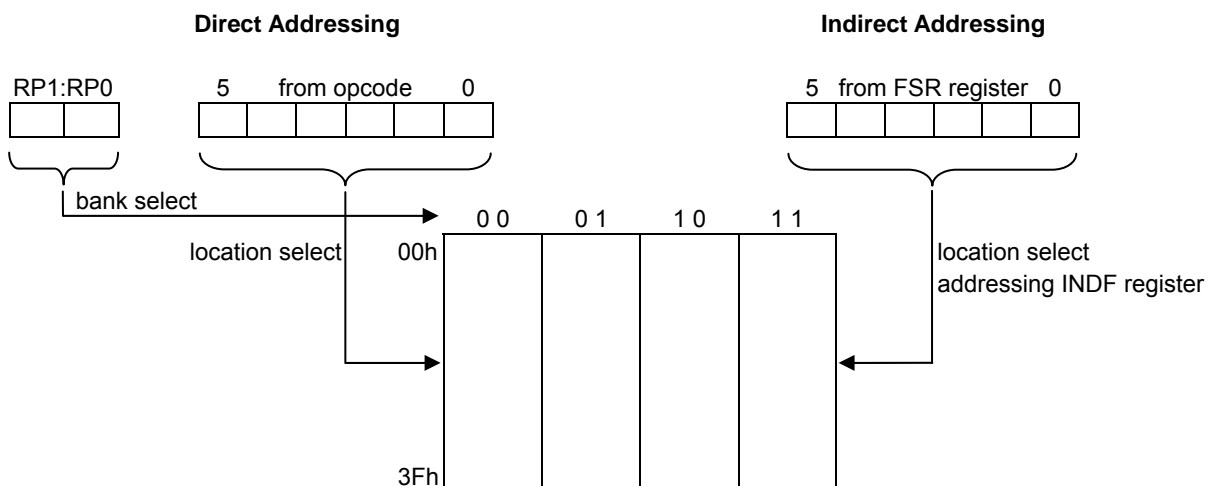 Direct Addressing
Indirect Addressing
RP1:RP0
5 from opcode 0
5 from FSR register 0
bank select
0 0 0 1 1 0 1 1
location select
00h
location select
addressing INDF register
3Fh